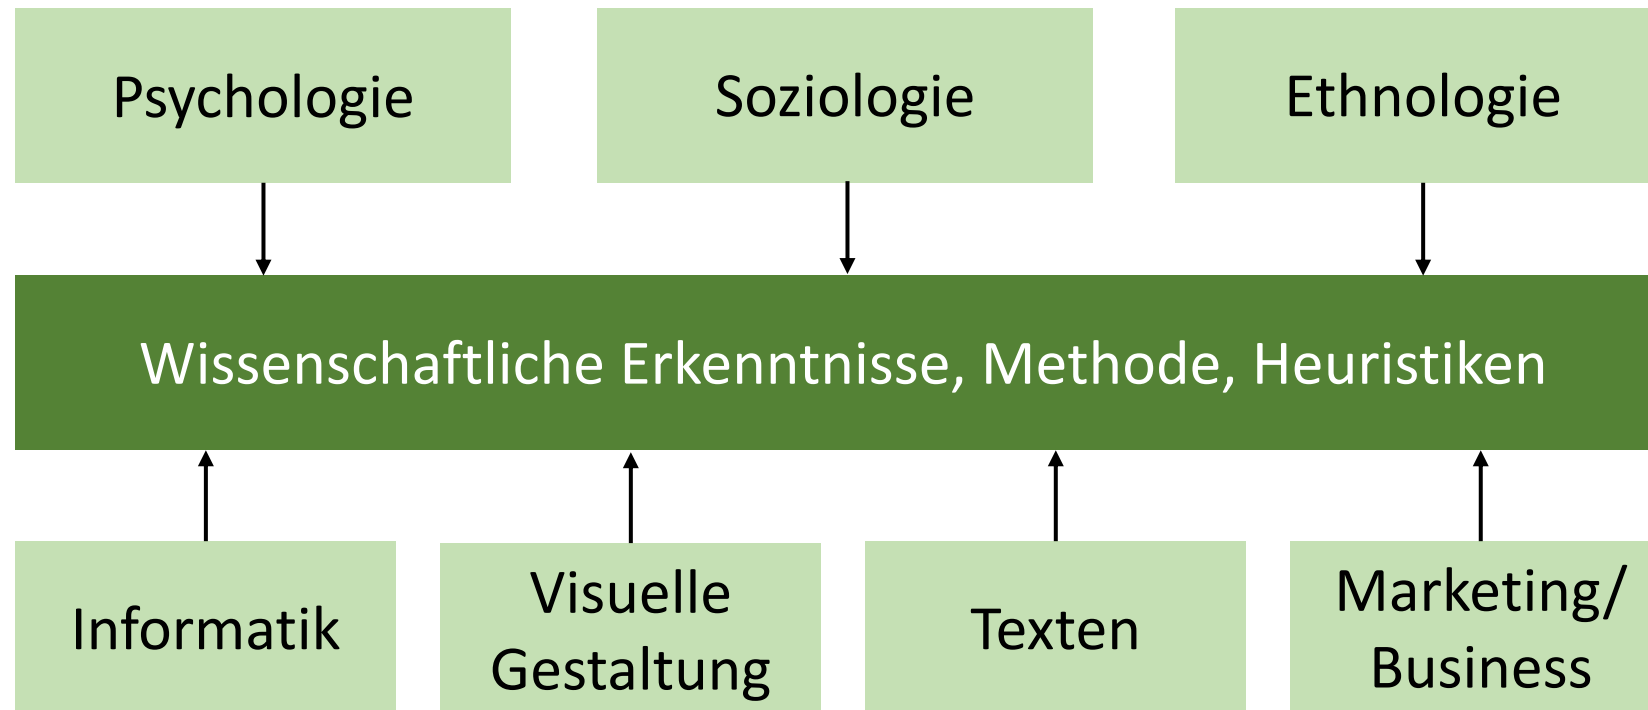 Psychologie
Soziologie
Ethnologie
Wissenschaftliche Erkenntnisse, Methode, Heuristiken
Informatik
Visuelle
Gestaltung
Texten
Marketing/
Business